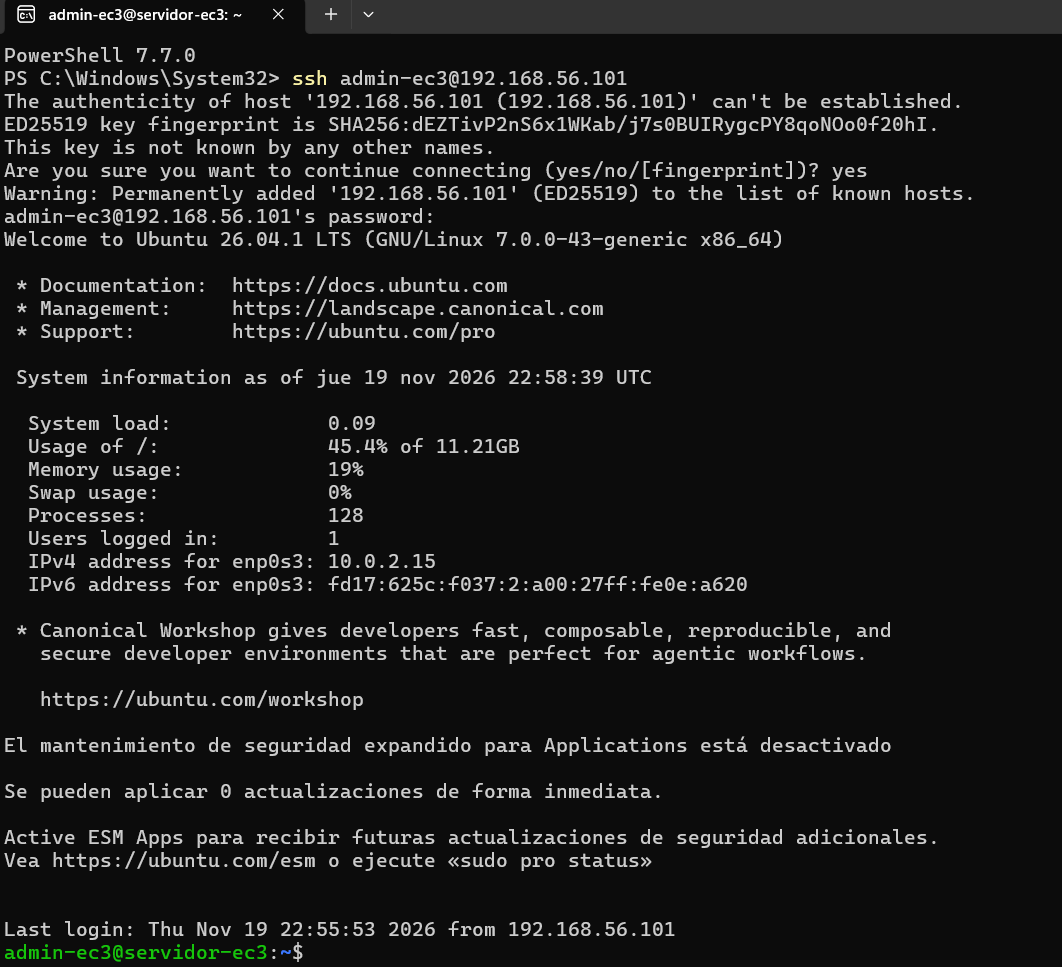 admin-ec3@servidor-ec3: ~
PowerShell 7.7.0
PS C:\Windows\System32> ssh admin-ec3@192.168.56.101
The authenticity of host '192.168.56.101 (192.168.56.101)' can't be established.
ED25519 key fingerprint is SHA256:dEZTivP2nS6x1WKab/j7s0BUIRygcPY8qoNOo0f20hI.
This key is not known by any other names.
Are you sure you want to continue connecting (yes/no/[fingerprint])? yes
Warning: Permanently added '192.168.56.101' (ED25519) to the list of known hosts.
admin-ec3@192.168.56.101's password:
Welcome to Ubuntu 26.04.1 LTS (GNU/Linux 7.0.0-43-generic x86_64)
* Documentation:  https://docs.ubuntu.com
* Management:     https://landscape.canonical.com
* Support:        https://ubuntu.com/pro
System information as of jue 19 nov 2026 22:58:39 UTC
System load:             0.09
Usage of /:              45.4% of 11.21GB
Memory usage:            19%
Swap usage:              0%
Processes:               128
Users logged in:         1
IPv4 address for enp0s3: 10.0.2.15
IPv6 address for enp0s3: fd17:625c:f037:2:a00:27ff:fe0e:a620
* Canonical Workshop gives developers fast, composable, reproducible, and
secure developer environments that are perfect for agentic workflows.
https://ubuntu.com/workshop
El mantenimiento de seguridad expandido para Applications está desactivado
Se pueden aplicar 0 actualizaciones de forma inmediata.
Active ESM Apps para recibir futuras actualizaciones de seguridad adicionales.
Vea https://ubuntu.com/esm o ejecute «sudo pro status»
Last login: Thu Nov 19 22:55:53 2026 from 192.168.56.101
admin-ec3@servidor-ec3:~$